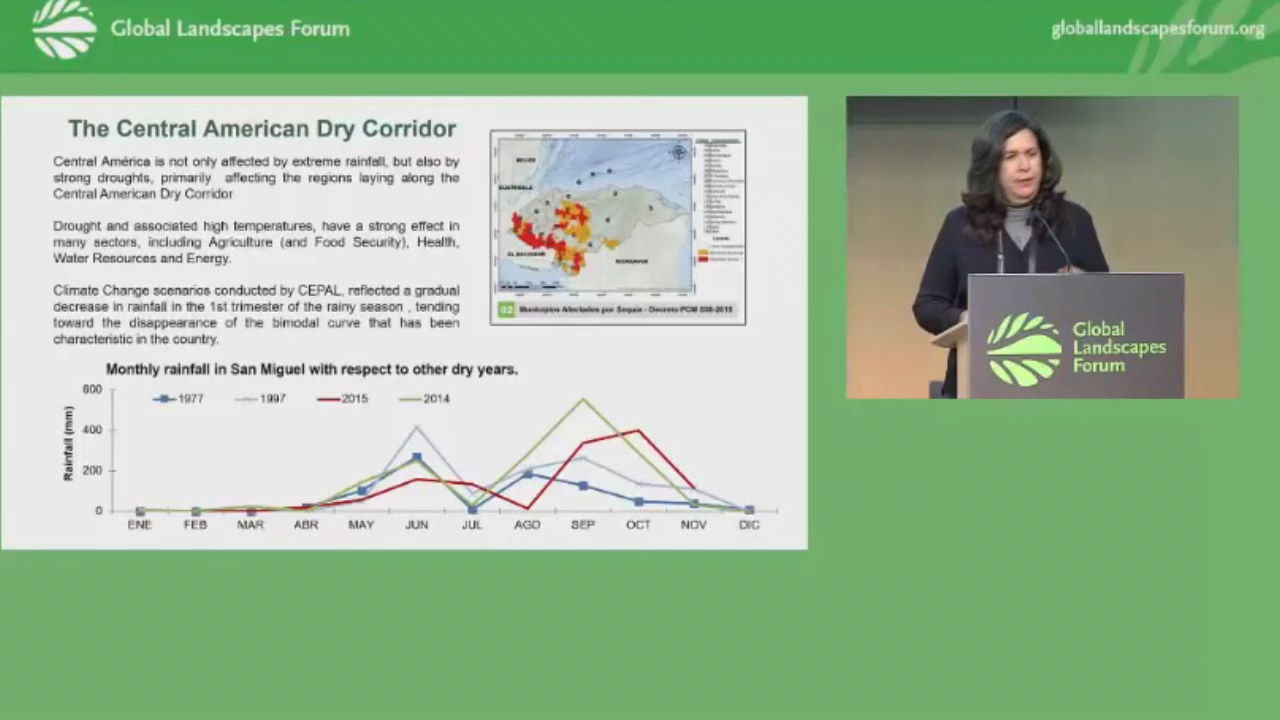 Global Landscapes Forum
globallandscapesforum.org
The Central American Dry Corridor
Central América is not only affected by extreme rainfall, but also by
strong droughts, primarily affecting the regions laying along the
Central American Dry Corridor
Drought and associated high temperatures, have a strong effect in
many sectors, including Agriculture (and Food Security), Health,
Water Resources and Energy.
Climate Change scenarios conducted by CEPAL, reflected a gradual
decrease in rainfall in the 1st trimester of the rainy season , tending
toward the disappearance of the bimodal curve that has been
characteristic in the country.
BELIZE
GUATEMALA
EL SALVADOR
NICARAGUA
02 Municipios Afectados por Sequia - Decreto PCM
Monthly rainfall in San Miguel with respect to other dry years.
1977 1997 2015 2014
Rainfall (mm)
600
400
200
0
ENE FEB MAR ABR MAY JUN JUL AGO SEP OCT NOV DIC
Global
Landscapes
Forum